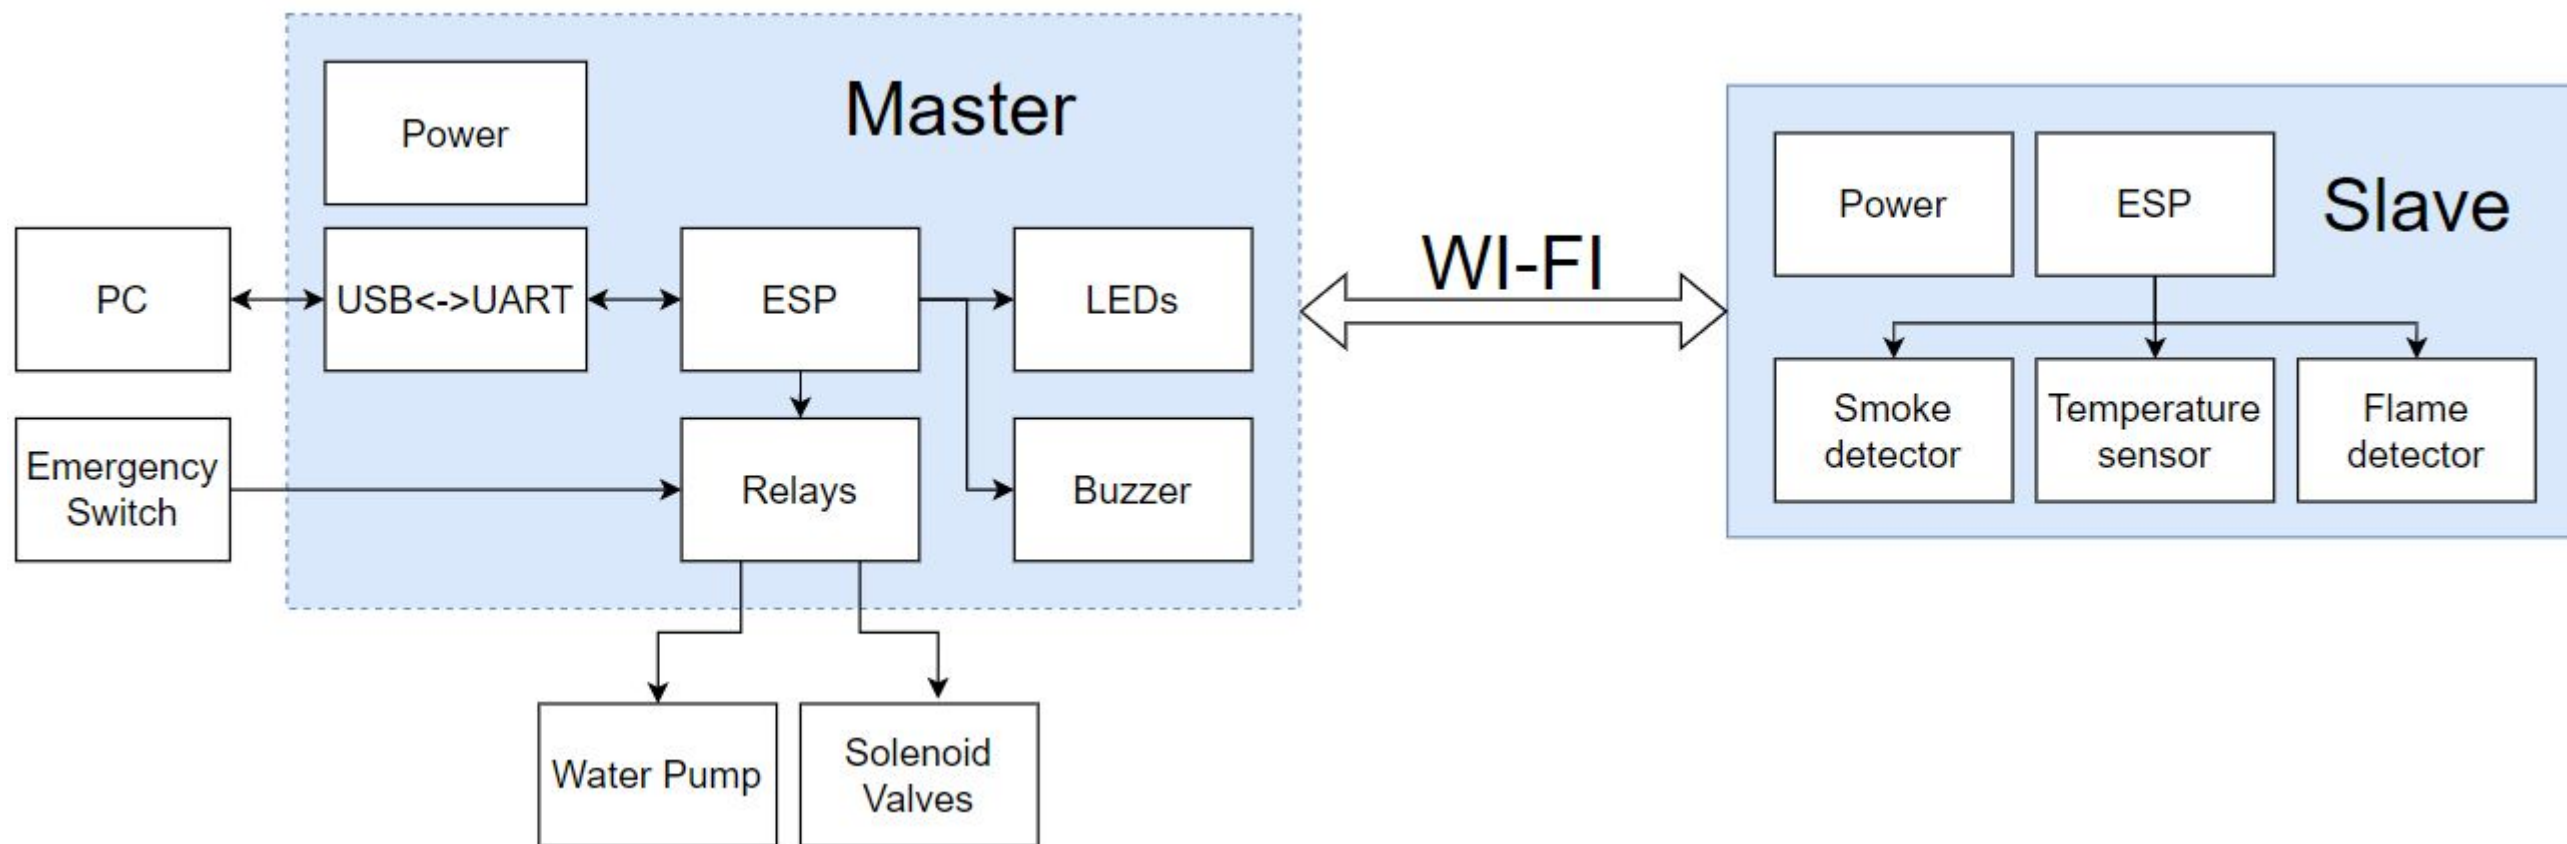 Master
Power
PC
USB<->UART
ESP
LEDs
Emergency
Switch
Relays
Buzzer
Water Pump
Solenoid
Valves
WI-FI
Slave
Power
ESP
Smoke
detector
Temperature
sensor
Flame
detector